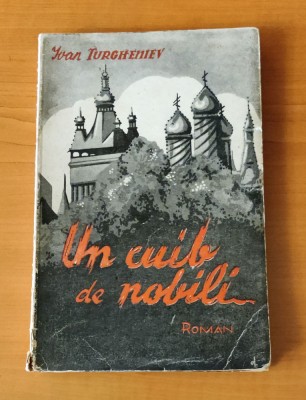 Ivan TURGHENIEV
Un cuib
de nobili
ROMAN